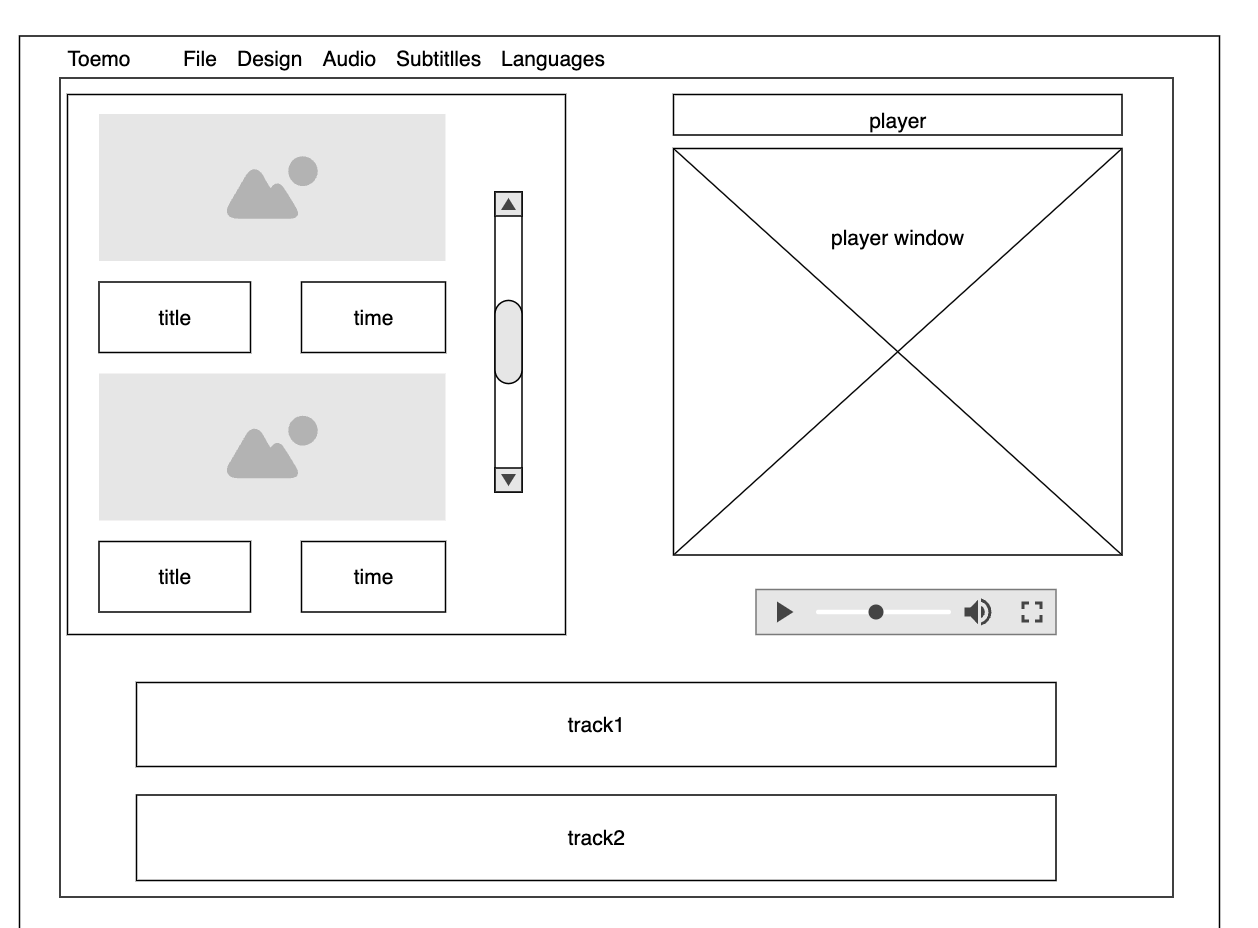 Toemo File Design Audio Subtitlles Languages
player
player window
title time
title time
track1
track2